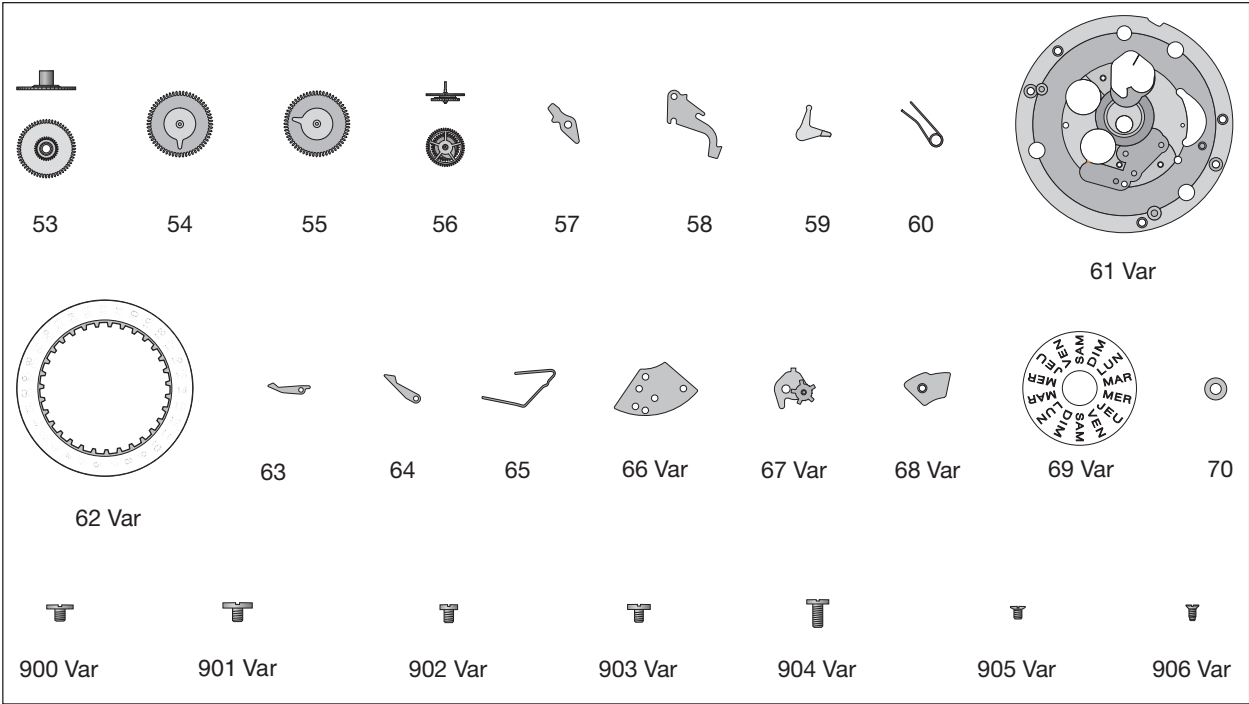 53 54 55 56 57 58 59 60
61 Var
SAM DIM LUN MAR MER JEU VEN SAM DIM LUN MAR MER JEU VEN
63 64 65 66 Var 67 Var 68 Var 69 Var 70
62 Var
900 Var 901 Var 902 Var 903 Var 904 Var 905 Var 906 Var